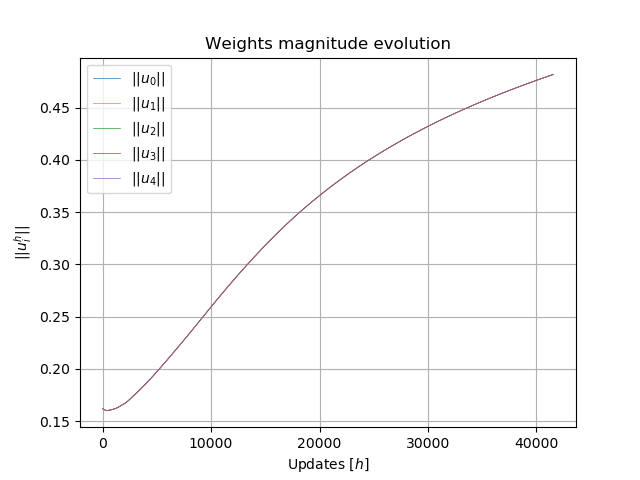 Weights magnitude evolution
||u₀||
||u₁||
||u₂||
||u₃||
||u₄||
0.45
0.40
0.35
0.30
0.25
0.20
0.15
||uᵢʰ||
0 10000 20000 30000 40000
Updates [h]